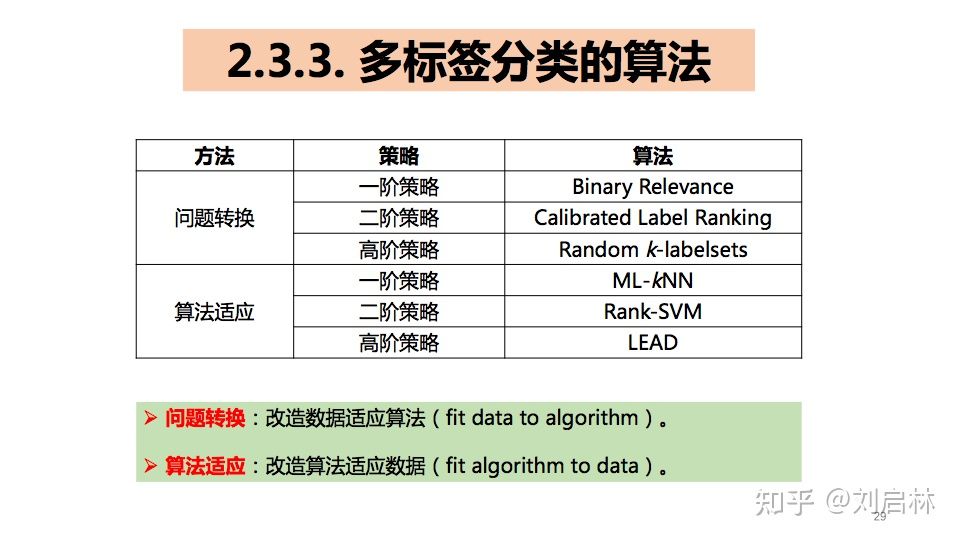 2.3.3. 多标签分类的算法
方法 策略 算法
问题转换 一阶策略 Binary Relevance
二阶策略 Calibrated Label Ranking
高阶策略 Random k-labelsets
算法适应 一阶策略 ML-kNN
二阶策略 Rank-SVM
高阶策略 LEAD
➢ 问题转换：改造数据适应算法（fit data to algorithm）。
➢ 算法适应：改造算法适应数据（fit algorithm to data）。
知乎 @刘启林
29